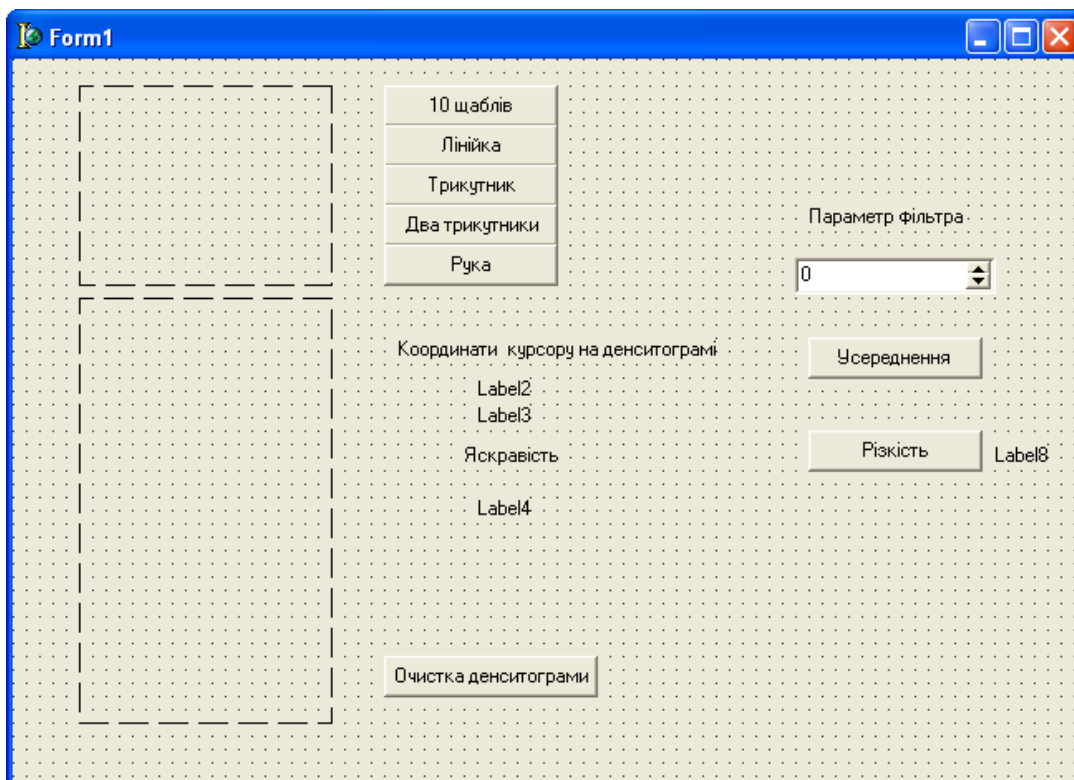 Form1
10 щаблів
Лінійка
Трикутник
Два трикутники
Рука
Параметр фільтра
0
Координати курсору на денситограмі
Label2
Label3
Яскравість
Label4
Усереднення
Різкість
Label8
Очистка денситограми